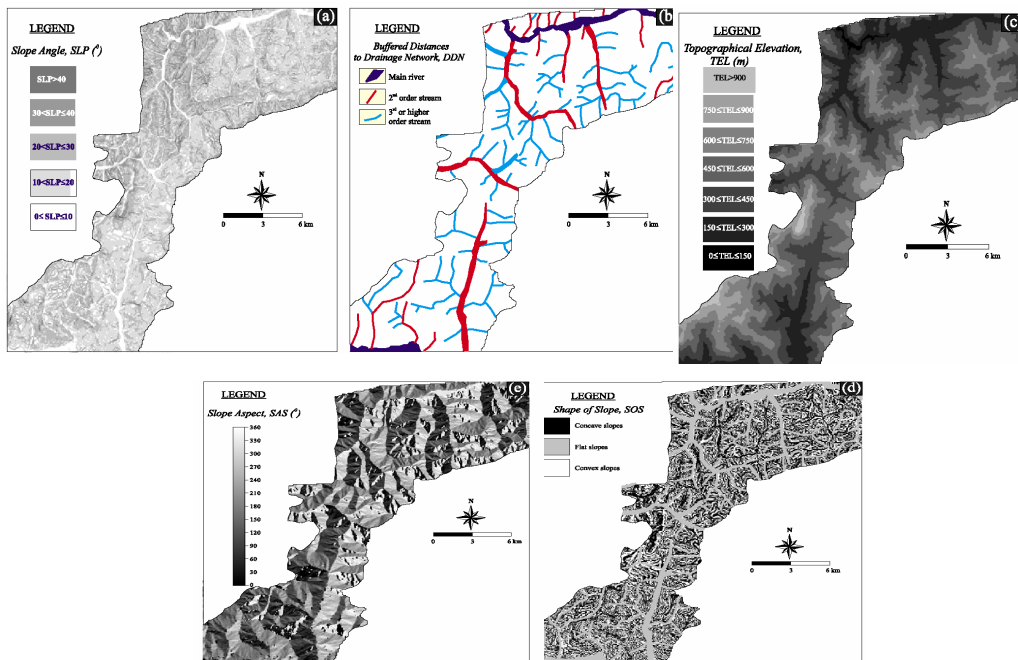 (a)
LEGEND
Slope Angle, SLP (°)
SLP>40
30<SLP≤40
20<SLP≤30
10<SLP≤20
0≤ SLP≤10
N
0 3 6 km
(b)
LEGEND
Buffered Distances
to Drainage Network, DDN
Main river
2nd order stream
3rd or higher
order stream
N
0 3 6 km
(c)
LEGEND
Topographical Elevation,
TEL (m)
TEL>900
750≤TEL≤900
600≤TEL≤750
450≤TEL≤600
300≤TEL≤450
150≤TEL≤300
0≤TEL≤150
N
0 3 6 km
(e)
LEGEND
Slope Aspect, SAS (°)
360
330
300
270
240
210
180
150
120
90
60
30
0
N
0 3 6 km
(d)
LEGEND
Shape of Slope, SOS
Concave slopes
Flat slopes
Convex slopes
N
0 3 6 km